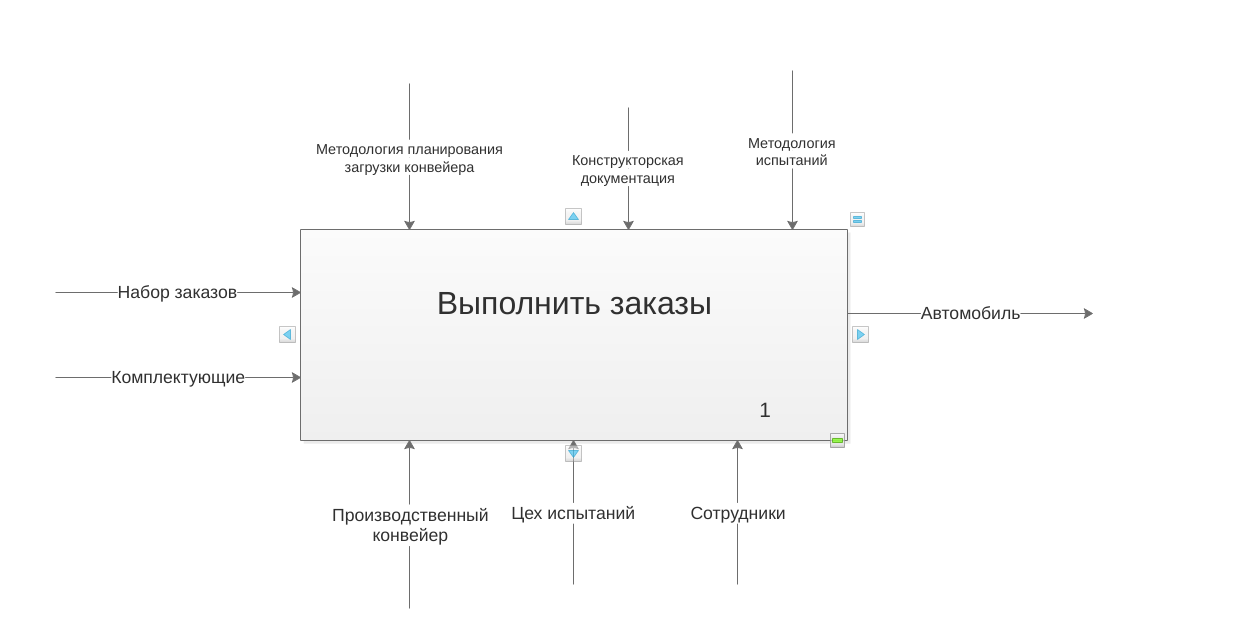 Методология планирования
загрузки конвейера
Конструкторская
документация
Методология
испытаний
Набор заказов
Комплектующие
Выполнить заказы
1
Автомобиль
Производственный
конвейер
Цех испытаний
Сотрудники